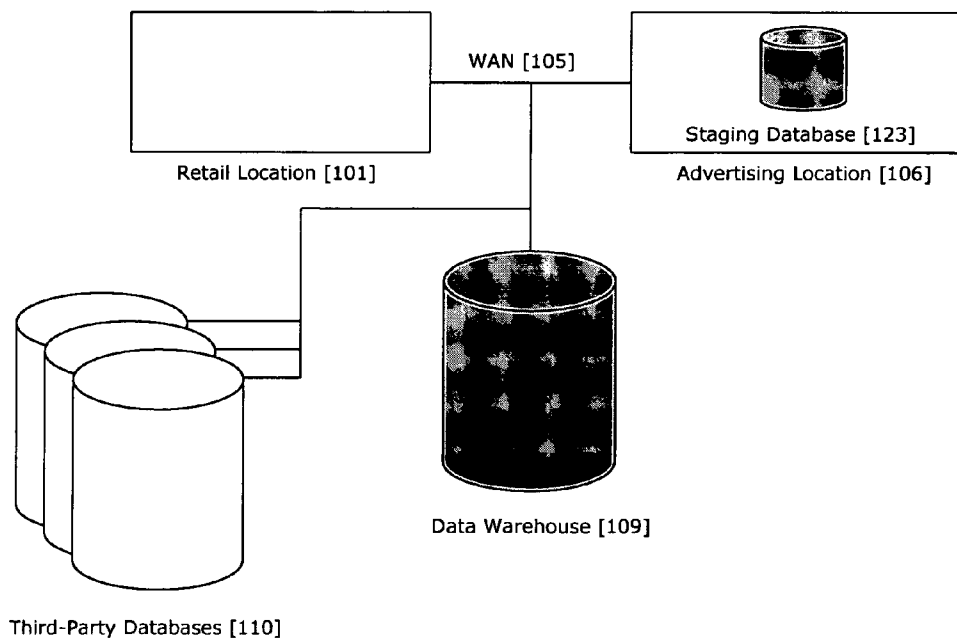 WAN [105]
Staging Database [123]
Retail Location [101]
Advertising Location [106]
Data Warehouse [109]
Third-Party Databases [110]